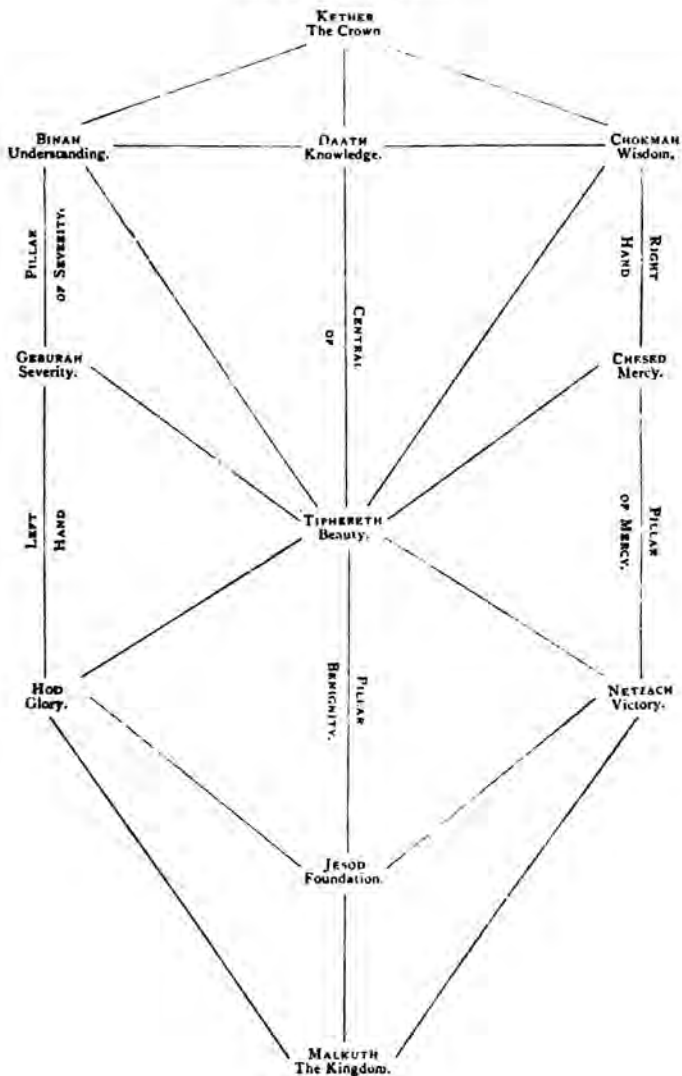 KETHER
The Crown
BINAH
Understanding.
DAATH
Knowledge.
CHOKMAH
Wisdom,
PILLAR
OF SEVERITY.
CENTRAL
OF
RIGHT
HAND
GEBURAH
Severity.
CHESED
Mercy.
TIPHERETH
Beauty.
LEFT
HAND
PILLAR
OF MERCY.
HOD
Glory.
PILLAR
BENIGNITY.
NETZACH
Victory.
JESOD
Foundation.
MALKUTH
The Kingdom.